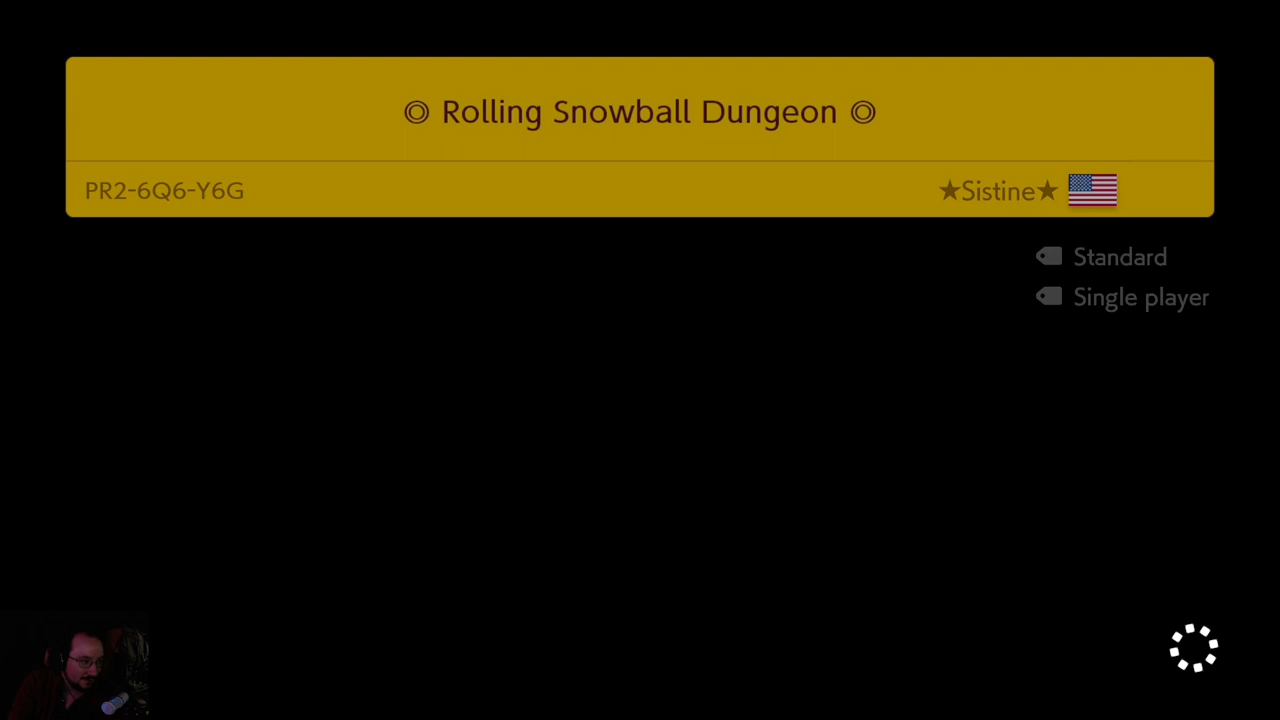 ◎ Rolling Snowball Dungeon ◎
PR2-6Q6-Y6G
★Sistine★
Standard
Single player